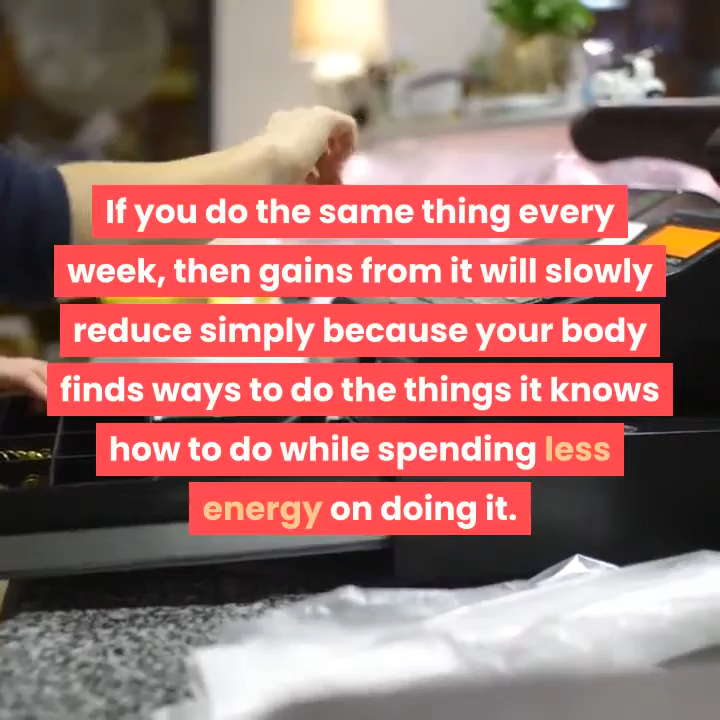 If you do the same thing every
week, then gains from it will slowly
reduce simply because your body
finds ways to do the things it knows
how to do while spending less
energy on doing it.